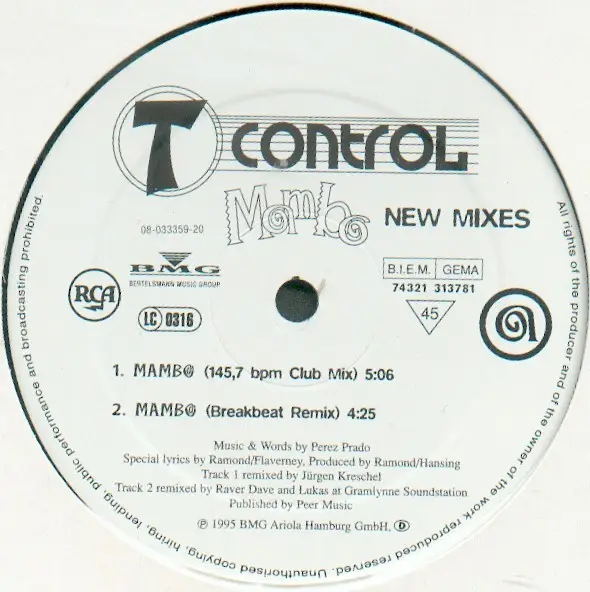 T CONTROL
Mambo NEW MIXES
08-033359-20
BMG
BERTELSMANN MUSIC GROUP
RCA
LC 0316
B.I.E.M. GEMA
74321 313781
45
a
1. MAMBO (145,7 bpm Club Mix) 5:06
2. MAMBO (Breakbeat Remix) 4:25
Music & Words by Perez Prado
Special lyrics by Ramond/Flaverney, Produced by Ramond/Hansing
Track 1 remixed by Jürgen Kreschel
Track 2 remixed by Raver Dave and Lukas at Gramlynne Soundstation
Published by Peer Music
℗ 1995 BMG Ariola Hamburg GmbH, D
All rights of the producer and of the owner of the work reproduced reserved. Unauthorised copying, hiring, lending, public performance and broadcasting prohibited.